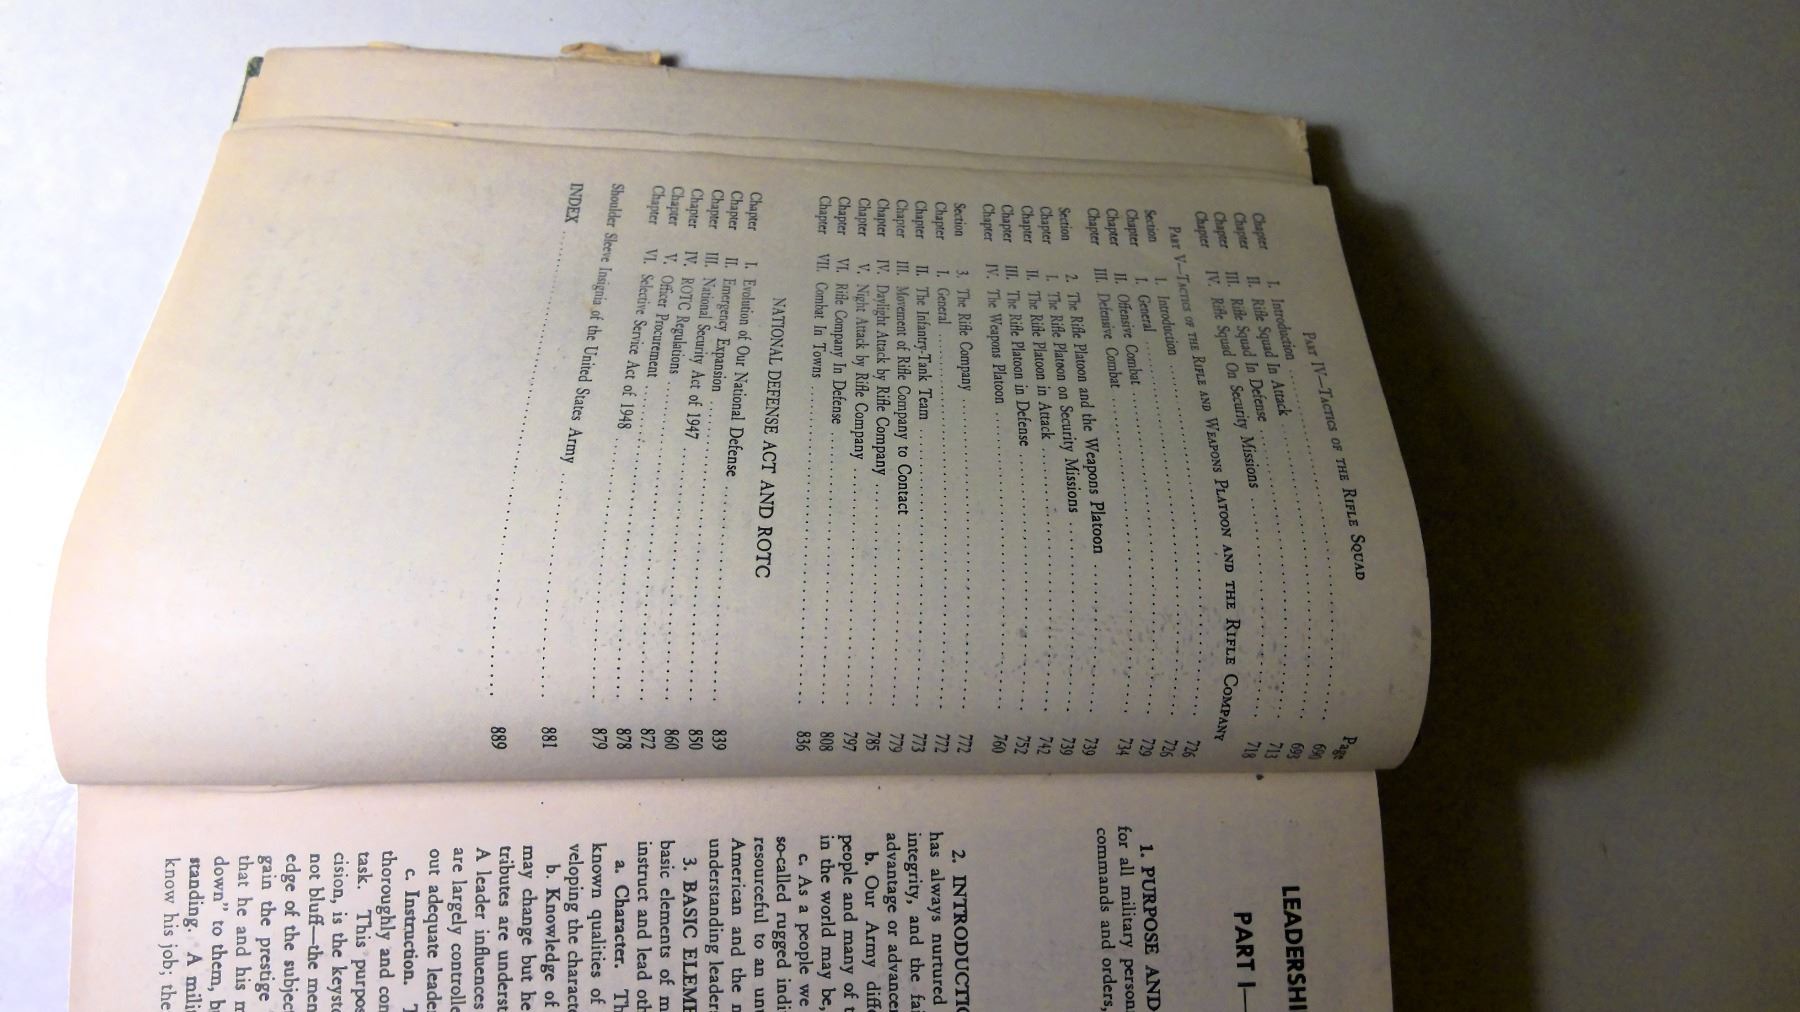 Part IV—Tactics of the Rifle Squad
Page
Chapter I. Introduction ........ 690
Chapter II. Rifle Squad In Attack ........ 693
Chapter III. Rifle Squad In Defense ........ 713
Chapter IV. Rifle Squad On Security Missions ........ 718
Part V—Tactics of the Rifle and Weapons Platoon and the Rifle Company
Section 1. Introduction ........ 726
Chapter I. General ........ 726
Chapter II. Offensive Combat ........ 729
Chapter III. Defensive Combat ........ 734
Section 2. The Rifle Platoon and the Weapons Platoon ........ 739
Chapter I. The Rifle Platoon on Security Missions ........ 739
Chapter II. The Rifle Platoon in Attack ........ 742
Chapter III. The Rifle Platoon in Defense ........ 752
Chapter IV. The Weapons Platoon ........ 760
Section 3. The Rifle Company ........ 772
Chapter I. General ........ 772
Chapter II. The Infantry-Tank Team ........ 773
Chapter III. Movement of Rifle Company to Contact ........ 779
Chapter IV. Daylight Attack by Rifle Company ........ 785
Chapter V. Night Attack by Rifle Company ........ 797
Chapter VI. Rifle Company In Defense ........ 808
Chapter VII. Combat In Towns ........ 836
NATIONAL DEFENSE ACT AND ROTC
Chapter I. Evolution of Our National Defense ........ 839
Chapter II. Emergency Expansion ........ 850
Chapter III. National Security Act of 1947 ........ 860
Chapter IV. ROTC Regulations ........ 872
Chapter V. Officer Procurement ........ 878
Chapter VI. Selective Service Act of 1948 ........ 879
Shoulder Sleeve Insignia of the United States Army ........ 881
INDEX ........ 889
LEADERSHI
PART I—
1. PURPOSE AND
for all military person
commands and orders,
2. INTRODUCTIO
has always nurtured
integrity, and the fai
advantage or advancer
b. Our Army diffe
people and many of t
in the world may be,
c. As a people we
so-called rugged indi
resourceful to an un
American and the n
understanding leader
3. BASIC ELEME
basic elements of m
instruct and lead oth
a. Character. Th
known qualities of
veloping the charact
b. Knowledge of
may change but he
tributes are underst
A leader influences
are largely controlle
out adequate leader
c. Instruction. T
thoroughly and con
task. This purpos
cision, is the keyst
not bluff—the men
edge of the subject
gain the prestige
that he and his m
down" to them, b
standing. A mili
know his job; the